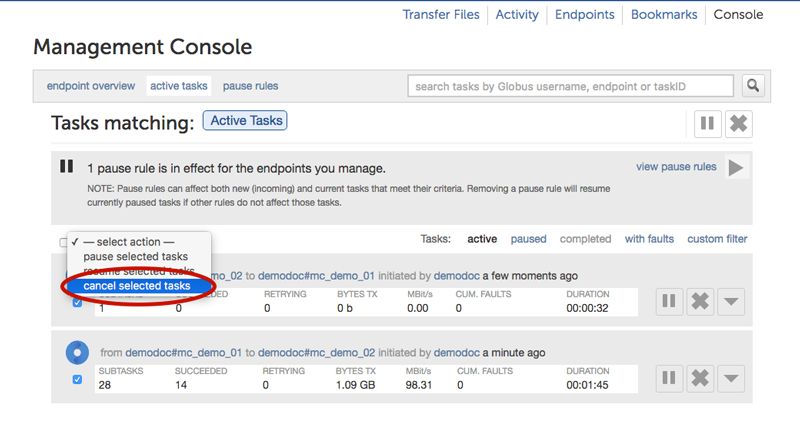 Transfer Files Activity Endpoints Bookmarks Console
Management Console
endpoint overview active tasks pause rules search tasks by Globus username, endpoint or taskID
Tasks matching: Active Tasks
1 pause rule is in effect for the endpoints you manage. view pause rules
NOTE: Pause rules can affect both new (incoming) and current tasks that meet their criteria. Removing a pause rule will resume
currently paused tasks if other rules do not affect those tasks.
✓ — select action — Tasks: active paused completed with faults custom filter
pause selected tasks
resume selected tasks
_02 to demodoc#mc_demo_01 initiated by demodoc a few moments ago
cancel selected tasks
RETRYING BYTES TX MBit/s CUM. FAULTS DURATION
1 0 0 0 b 0.00 0 00:00:32
from demodoc#mc_demo_01 to demodoc#mc_demo_02 initiated by demodoc a minute ago
SUBTASKS SUCCEEDED RETRYING BYTES TX MBit/s CUM. FAULTS DURATION
28 14 0 1.09 GB 98.31 0 00:01:45